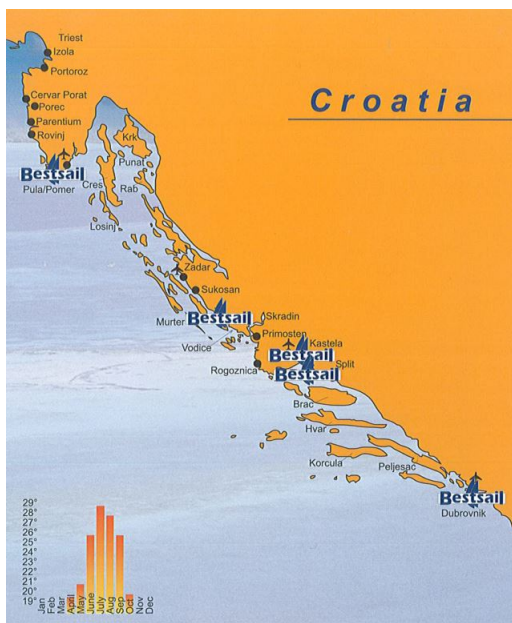 Triest
Izola
Portoroz
Croatia
Cervar Porat
Porec
Parentium
Rovinj
Krk
Punat
Bestsail
Pula/Pomer
Cres
Rab
Losinj
Zadar
Sukosan
Murter
Bestsail
Skradin
Primosten
Vodice
Kastela
Bestsail
Split
Rogoznica
Bestsail
Brac
Hvar
Korcula
Peljesac
Bestsail
Dubrovnik
29°
28°
27°
26°
25°
24°
23°
22°
21°
20°
19°
Jan
Feb
Mar
April
May
June
July
Aug
Sep
Oct
Nov
Dec